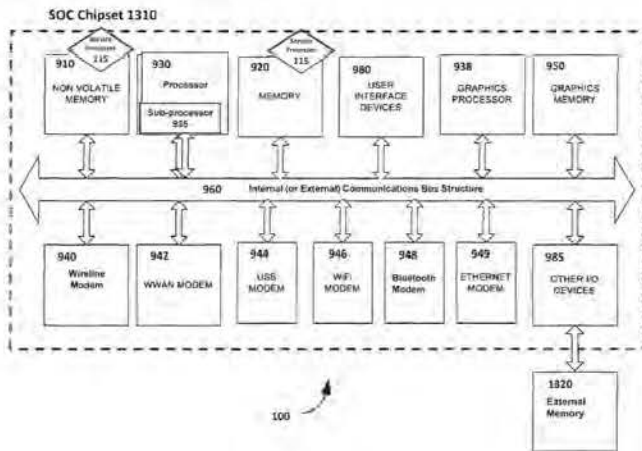 SOC Chipset 1310
115
115
910
NON VOLATILE
MEMORY
930
Processor
Sub-processor
935
920
MEMORY
980
USER
INTERFACE
DEVICES
938
GRAPHICS
PROCESSOR
950
GRAPHICS
MEMORY
960 Internal (or External) Communications Bus Structure
940
Wireline
Modem
942
WWAN MODEM
944
USB
MODEM
946
WiFi
MODEM
948
Bluetooth
Modem
949
ETHERNET
MODEM
985
OTHER I/O
DEVICES
100
1320
External
Memory